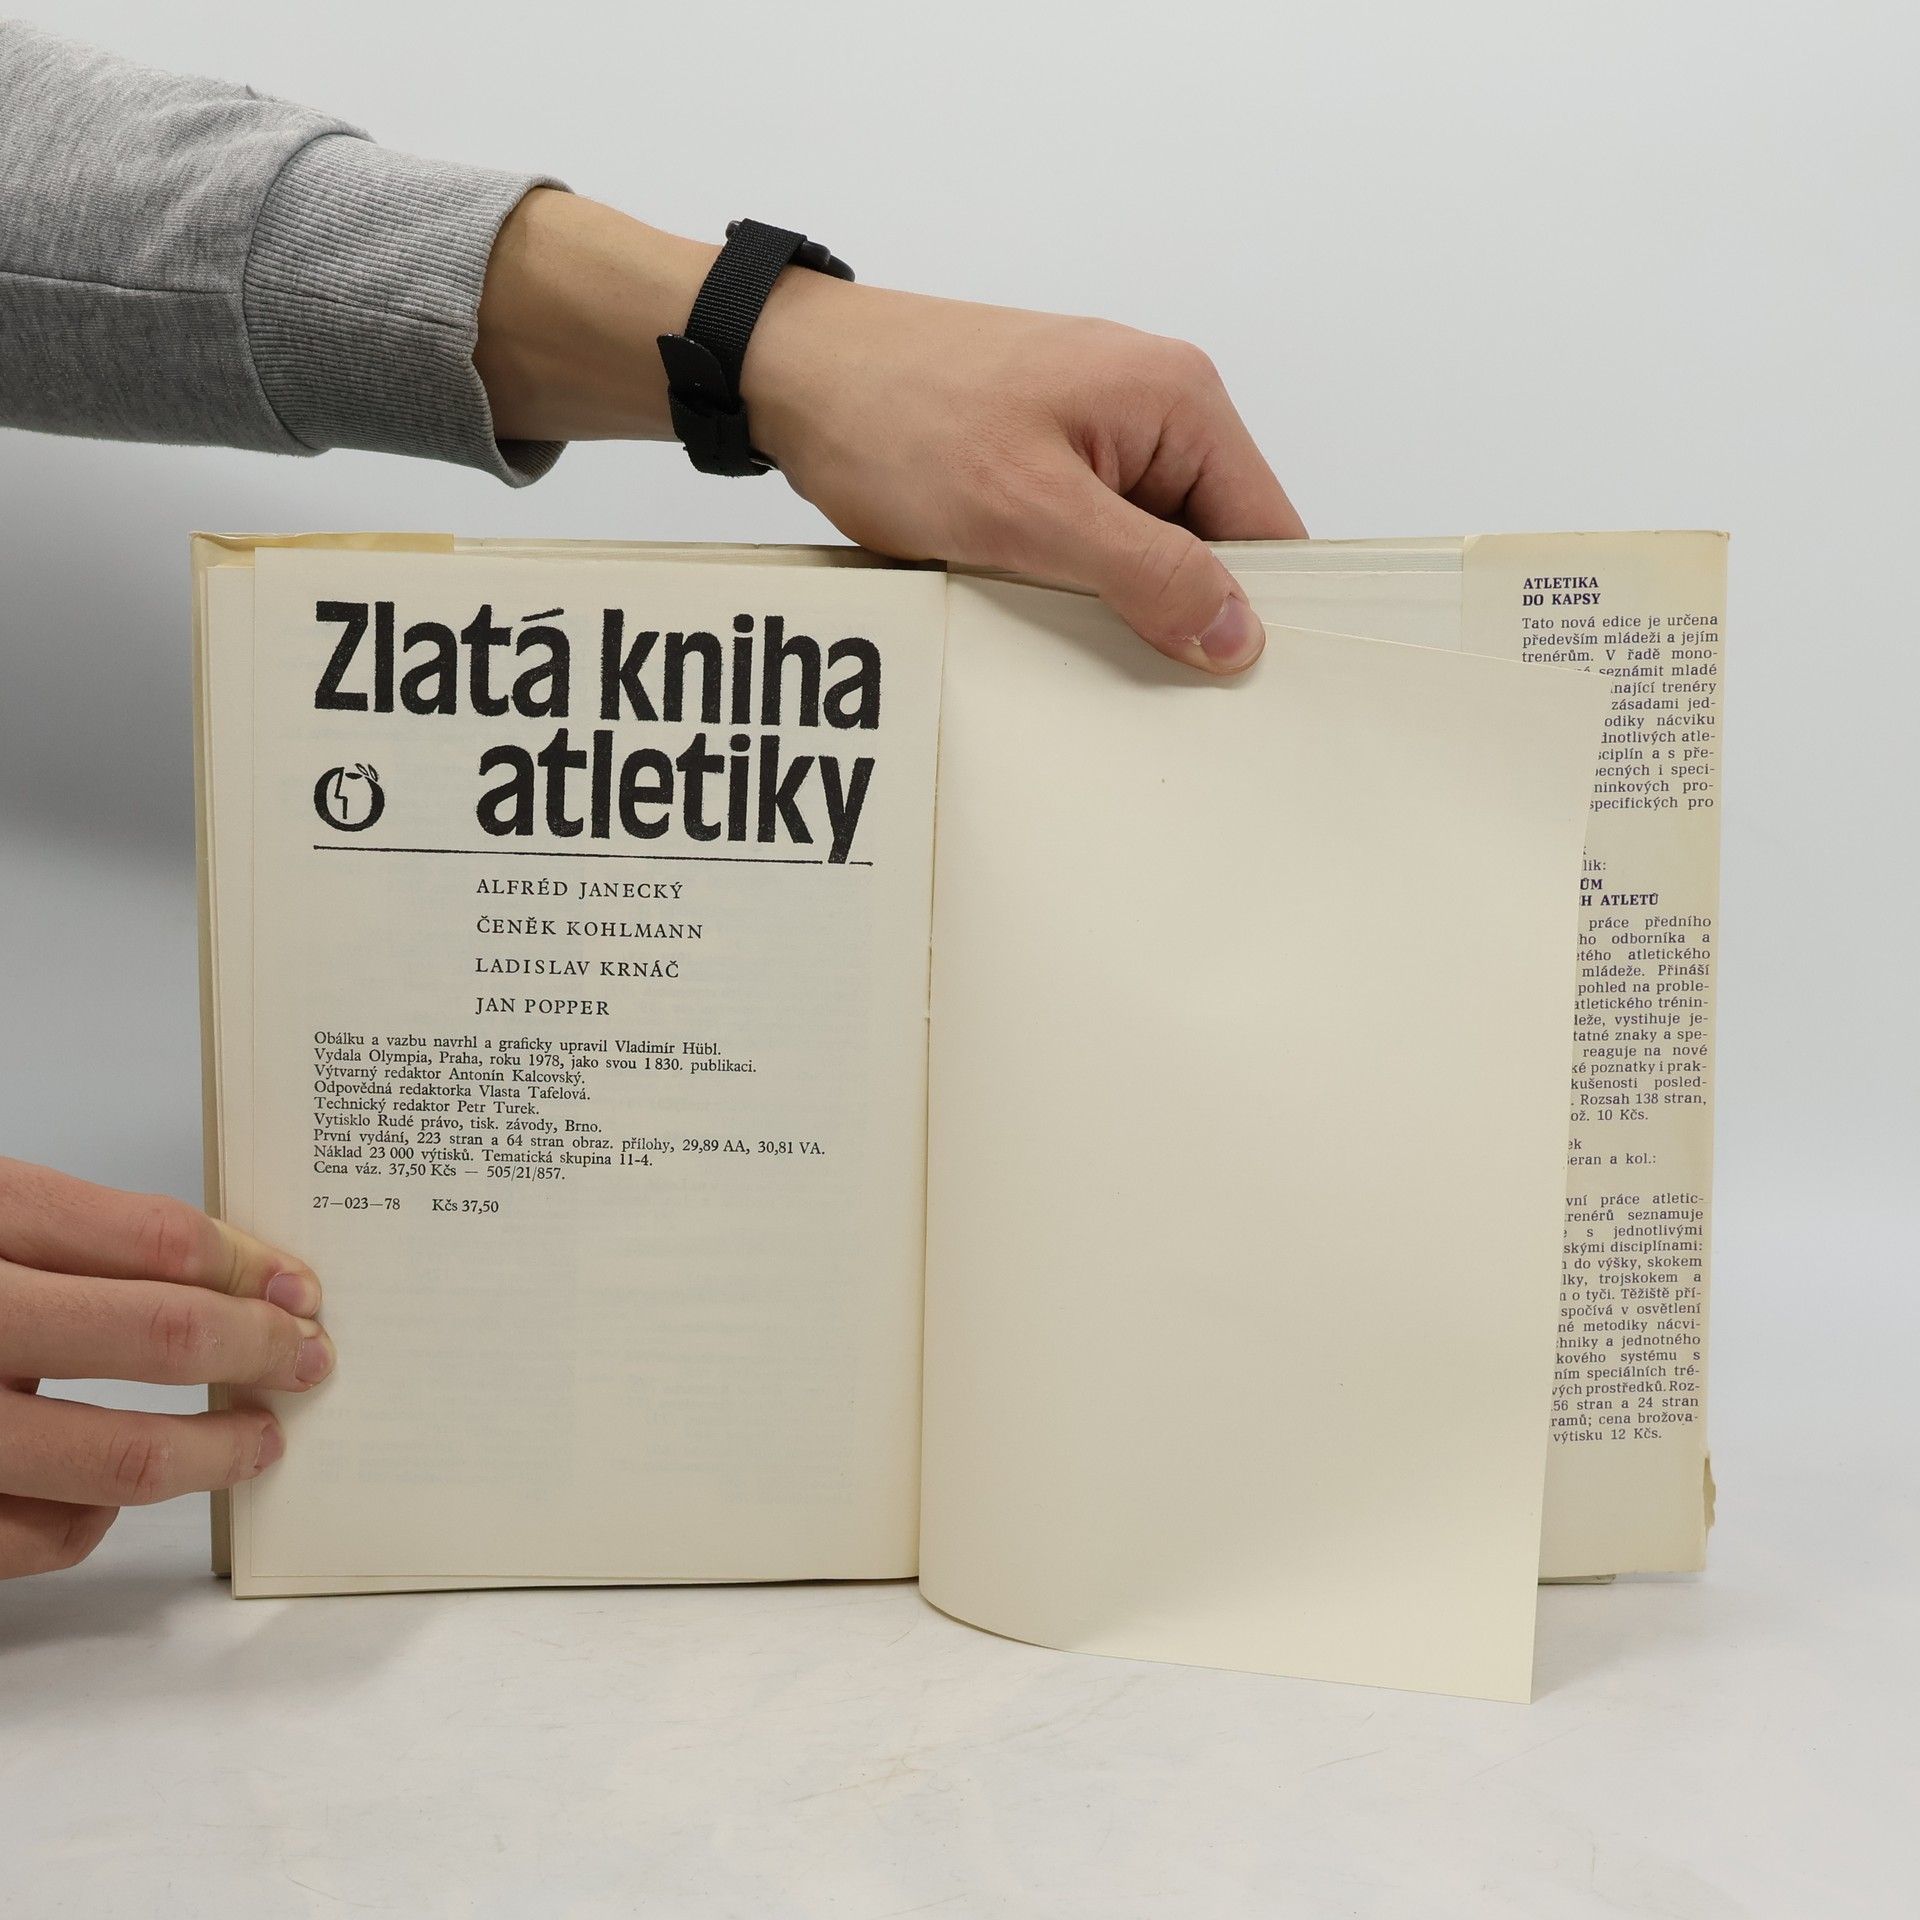 Zlatá kniha
atletiky
ALFRÉD JANECKÝ
ČENĚK KOHLMANN
LADISLAV KRNÁČ
JAN POPPER
Obálku a vazbu navrhl a graficky upravil Vladimír Hübl.
Vydala Olympia, Praha, roku 1978, jako svou 1 830. publikaci.
Výtvarný redaktor Antonín Kalcovský.
Odpovědná redaktorka Vlasta Tafelová.
Technický redaktor Petr Turek.
Vytisklo Rudé právo, tisk. závody, Brno.
První vydání, 223 stran a 64 stran obraz. přílohy, 29,89 AA, 30,81 VA.
Náklad 23 000 výtisků. Tematická skupina 11-4.
Cena váz. 37,50 Kčs — 505/21/857.
27—023—78 Kčs 37,50
ATLETIKA
DO KAPSY
Tato nová edice je určena
především mládeži a jejím
trenérům. V řadě mono-
seznámit mladé
trenéry
zásadami jed-
nácviku
atle-
a s pře-
i speci-
pro-
pro
ATLETŮ
práce předního
odborníka a
atletického
mládeže. Přináší
pohled na proble-
trénin-
vystihuje je-
znaky a spe-
reaguje na nové
poznatky i prak-
posled-
Rozsah 138 stran,
10 Kčs.
a kol.:
práce atletic-
seznamuje
s jednotlivými
disciplínami:
do výšky, skokem
trojskokem a
o tyči. Těžiště pří-
spočívá v osvětlení
metodiky nácvi-
a jednotného
systému s
speciálních tré-
prostředků. Roz-
stran a 24 stran
cena brožova-
výtisku 12 Kčs.